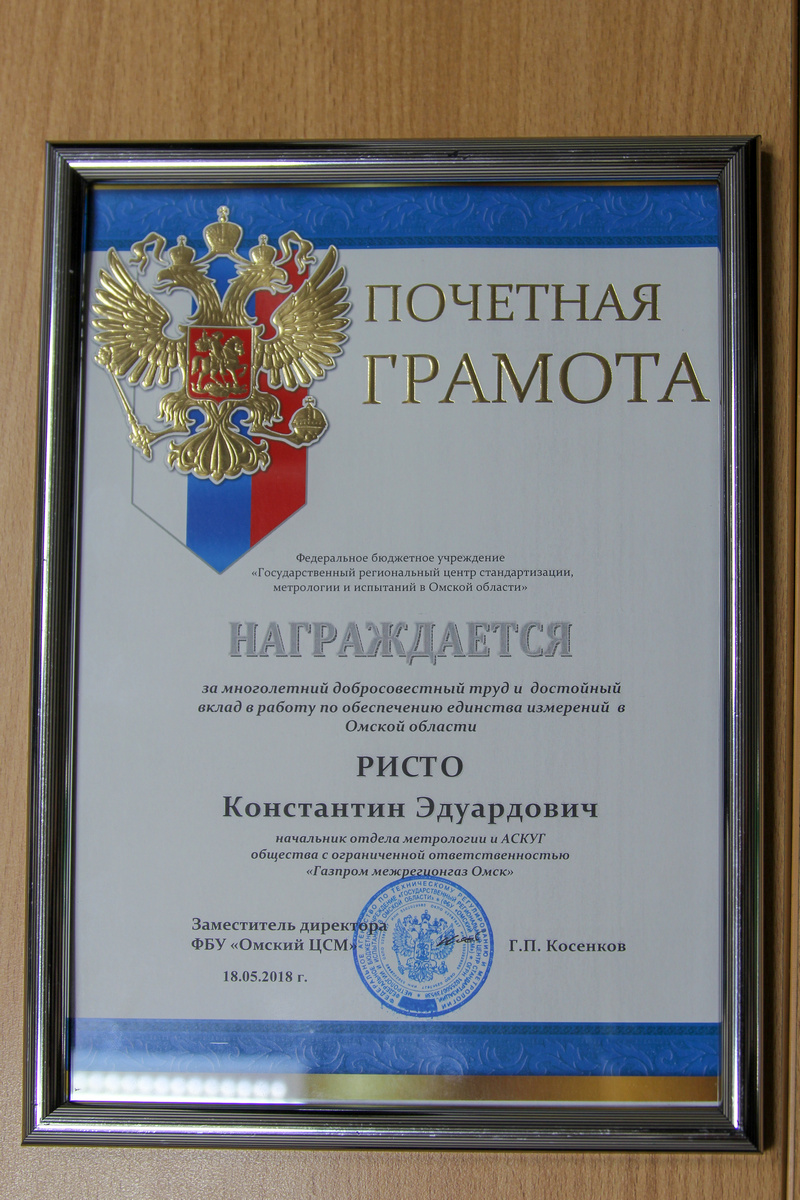 ПОЧЕТНАЯ
ГРАМОТА
Федеральное бюджетное учреждение
«Государственный региональный центр стандартизации,
метрологии и испытаний в Омской области»
НАГРАЖДАЕТСЯ
за многолетний добросовестный труд и достойный
вклад в работу по обеспечению единства измерений в
Омской области
РИСТО
Константин Эдуардович
начальник отдела метрологии и АСКУГ
общества с ограниченной ответственностью
«Газпром межрегионгаз Омск»
Заместитель директора
ФБУ «Омский ЦСМ»
Г.П. Косенков
18.05.2018 г.